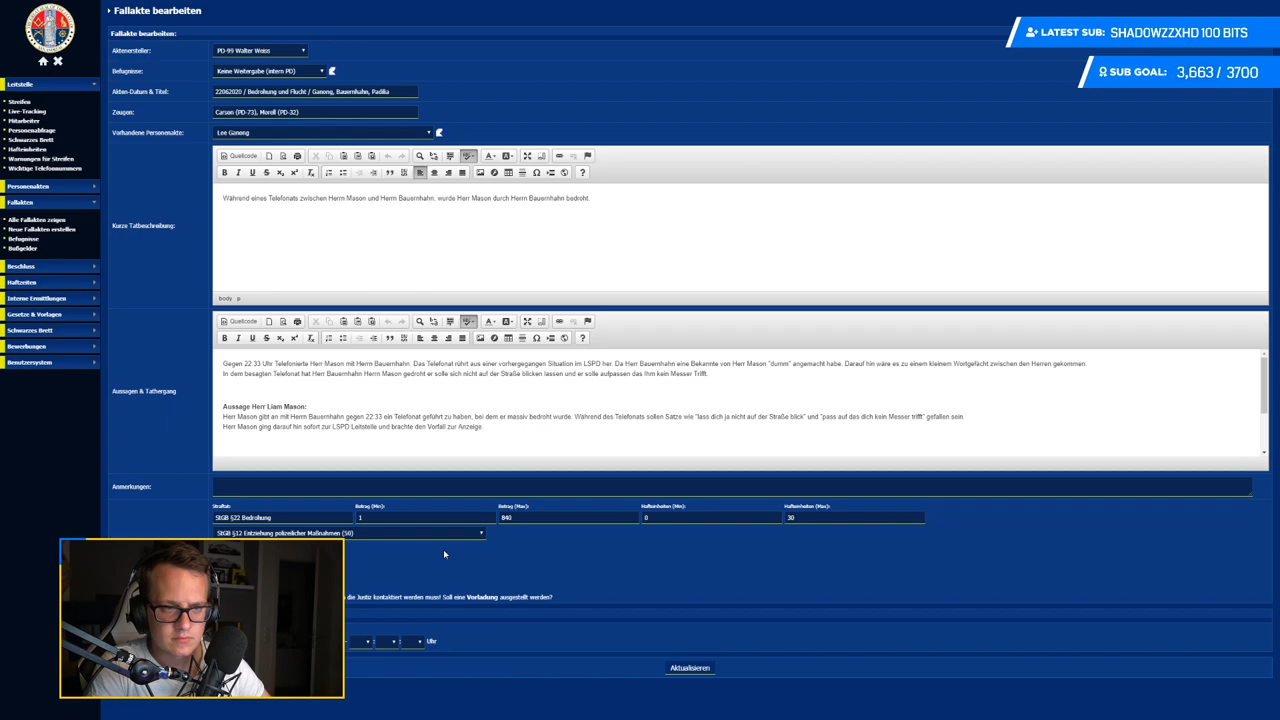 Fallakte bearbeiten
LATEST SUB: SHADOWZZXHD 100 BITS
SUB GOAL: 3,663 / 3700
Leitstelle
Streifen
Live-Tracking
Mitarbeiter
Personenabfrage
Schwarzes Brett
Hafteinheiten
Warnungen für Streifen
Wichtige Telefonnummern
Personenakten
Fallakten
Alle Fallakten zeigen
Neue Fallakten erstellen
Befugnisse
Bußgelder
Beschluss
Haftzeiten
Interne Ermittlungen
Gesetze & Vorlagen
Schwarzes Brett
Bewerbungen
Benutzersystem
Fallakte bearbeiten:
Aktenersteller: PD-99 Walter Weiss
Befugnisse: Keine Weitergabe (intern PD)
Akten-Datum & Titel: 22062020 / Bedrohung und Flucht / Ganong, Bauernhahn, Padilla
Zeugen: Carson (PD-73), Morell (PD-32)
Vorhandene Personenakte: Lee Ganong
Quellcode
Kurze Tatbeschreibung:
Während eines Telefonats zwischen Herrn Mason und Herrn Bauernhahn, wurde Herr Mason durch Herrn Bauernhahn bedroht.
body p
Quellcode
Aussagen & Tathergang
Gegen 22:33 Uhr Telefonierte Herr Mason mit Herrn Bauernhahn. Das Telefonat rührt aus einer vorhergegangen Situation im LSPD her. Da Herr Bauernhahn eine Bekannte von Herr Mason "dumm" angemacht habe. Darauf hin wäre es zu einem kleinem Wortgefächt zwischen den Herren gekommen.
In dem besagten Telefonat hat Herr Bauernhahn Herrn Mason gedroht er solle sich nicht auf der Straße blicken lassen und er solle aufpassen das Ihm kein Messer Trifft.
Aussage Herr Liam Mason:
Herr Mason gibt an mit Herrn Bauernhahn gegen 22:33 ein Telefonat geführt zu haben, bei dem er massiv bedroht wurde. Während des Telefonats sollen Sätze wie "lass dich ja nicht auf der Straße blick" und "pass auf das dich kein Messer trifft" gefallen sein.
Herr Mason ging darauf hin sofort zur LSPD Leitstelle und brachte den Vorfall zur Anzeige.
Anmerkungen:
Straftat: Betrag (Min): Betrag (Max): Hafteinheiten (Min): Hafteinheiten (Max):
StGB §22 Bedrohung 1 840 0 30
StGB §12 Entziehung polizeilicher Maßnahmen (50)
die Justiz kontaktiert werden muss! Soll eine Vorladung ausgestellt werden?
: : Uhr
Aktualisieren